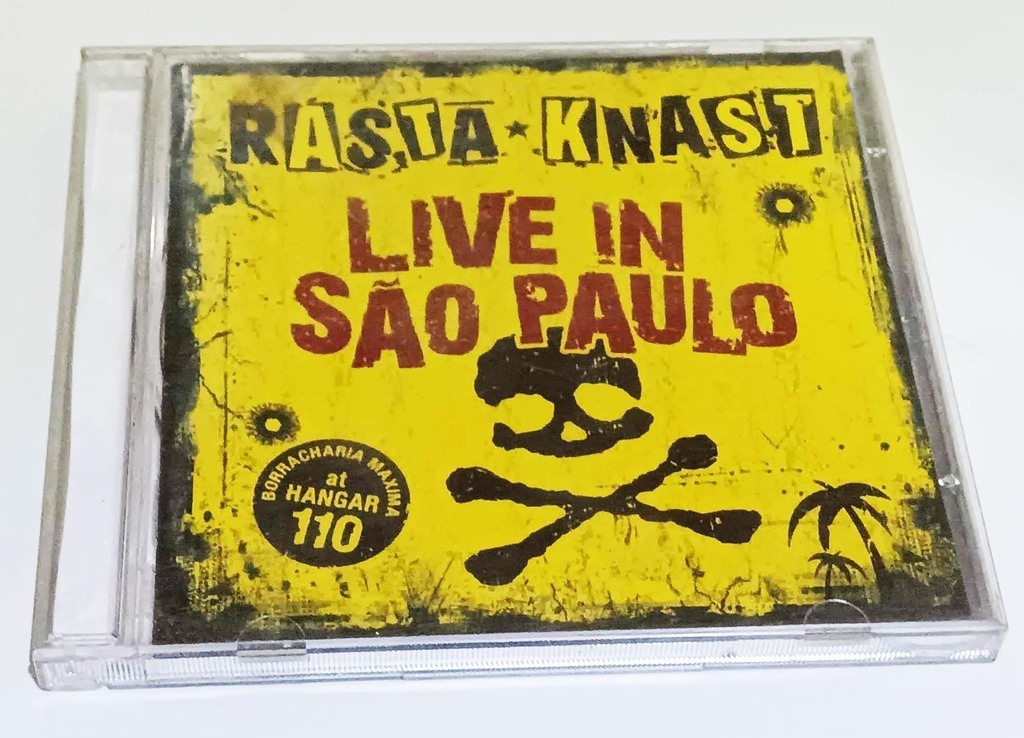 RASTA ★ KNAST
LIVE IN
SÃO PAULO
BORRACHARIA MAXIMA
at
HANGAR
110